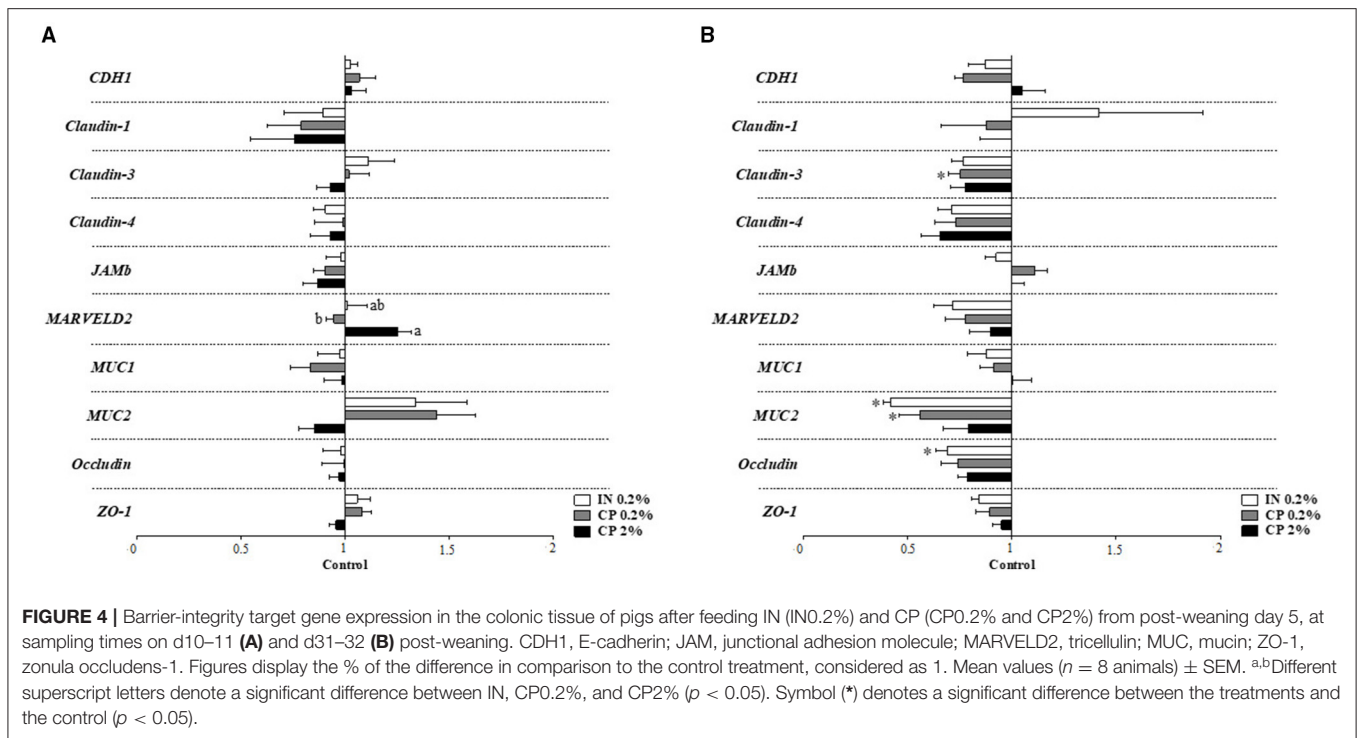 A
B
CDH1
Claudin-1
Claudin-3
Claudin-4
JAMb
MARVELD2
MUC1
MUC2
Occludin
ZO-1
ab
b
a
IN 0.2%
CP 0.2%
CP 2%
0 0.5 1 1.5 2
Control
CDH1
Claudin-1
Claudin-3
*
Claudin-4
JAMb
MARVELD2
MUC1
MUC2
*
*
Occludin
*
ZO-1
IN 0.2%
CP 0.2%
CP 2%
0 0.5 1 1.5 2
Control
FIGURE 4 | Barrier-integrity target gene expression in the colonic tissue of pigs after feeding IN (IN0.2%) and CP (CP0.2% and CP2%) from post-weaning day 5, at
sampling times on d10–11 (A) and d31–32 (B) post-weaning. CDH1, E-cadherin; JAM, junctional adhesion molecule; MARVELD2, tricellulin; MUC, mucin; ZO-1,
zonula occludens-1. Figures display the % of the difference in comparison to the control treatment, considered as 1. Mean values (n = 8 animals) ± SEM. a,bDifferent
superscript letters denote a significant difference between IN, CP0.2%, and CP2% (p < 0.05). Symbol (*) denotes a significant difference between the treatments and
the control (p < 0.05).